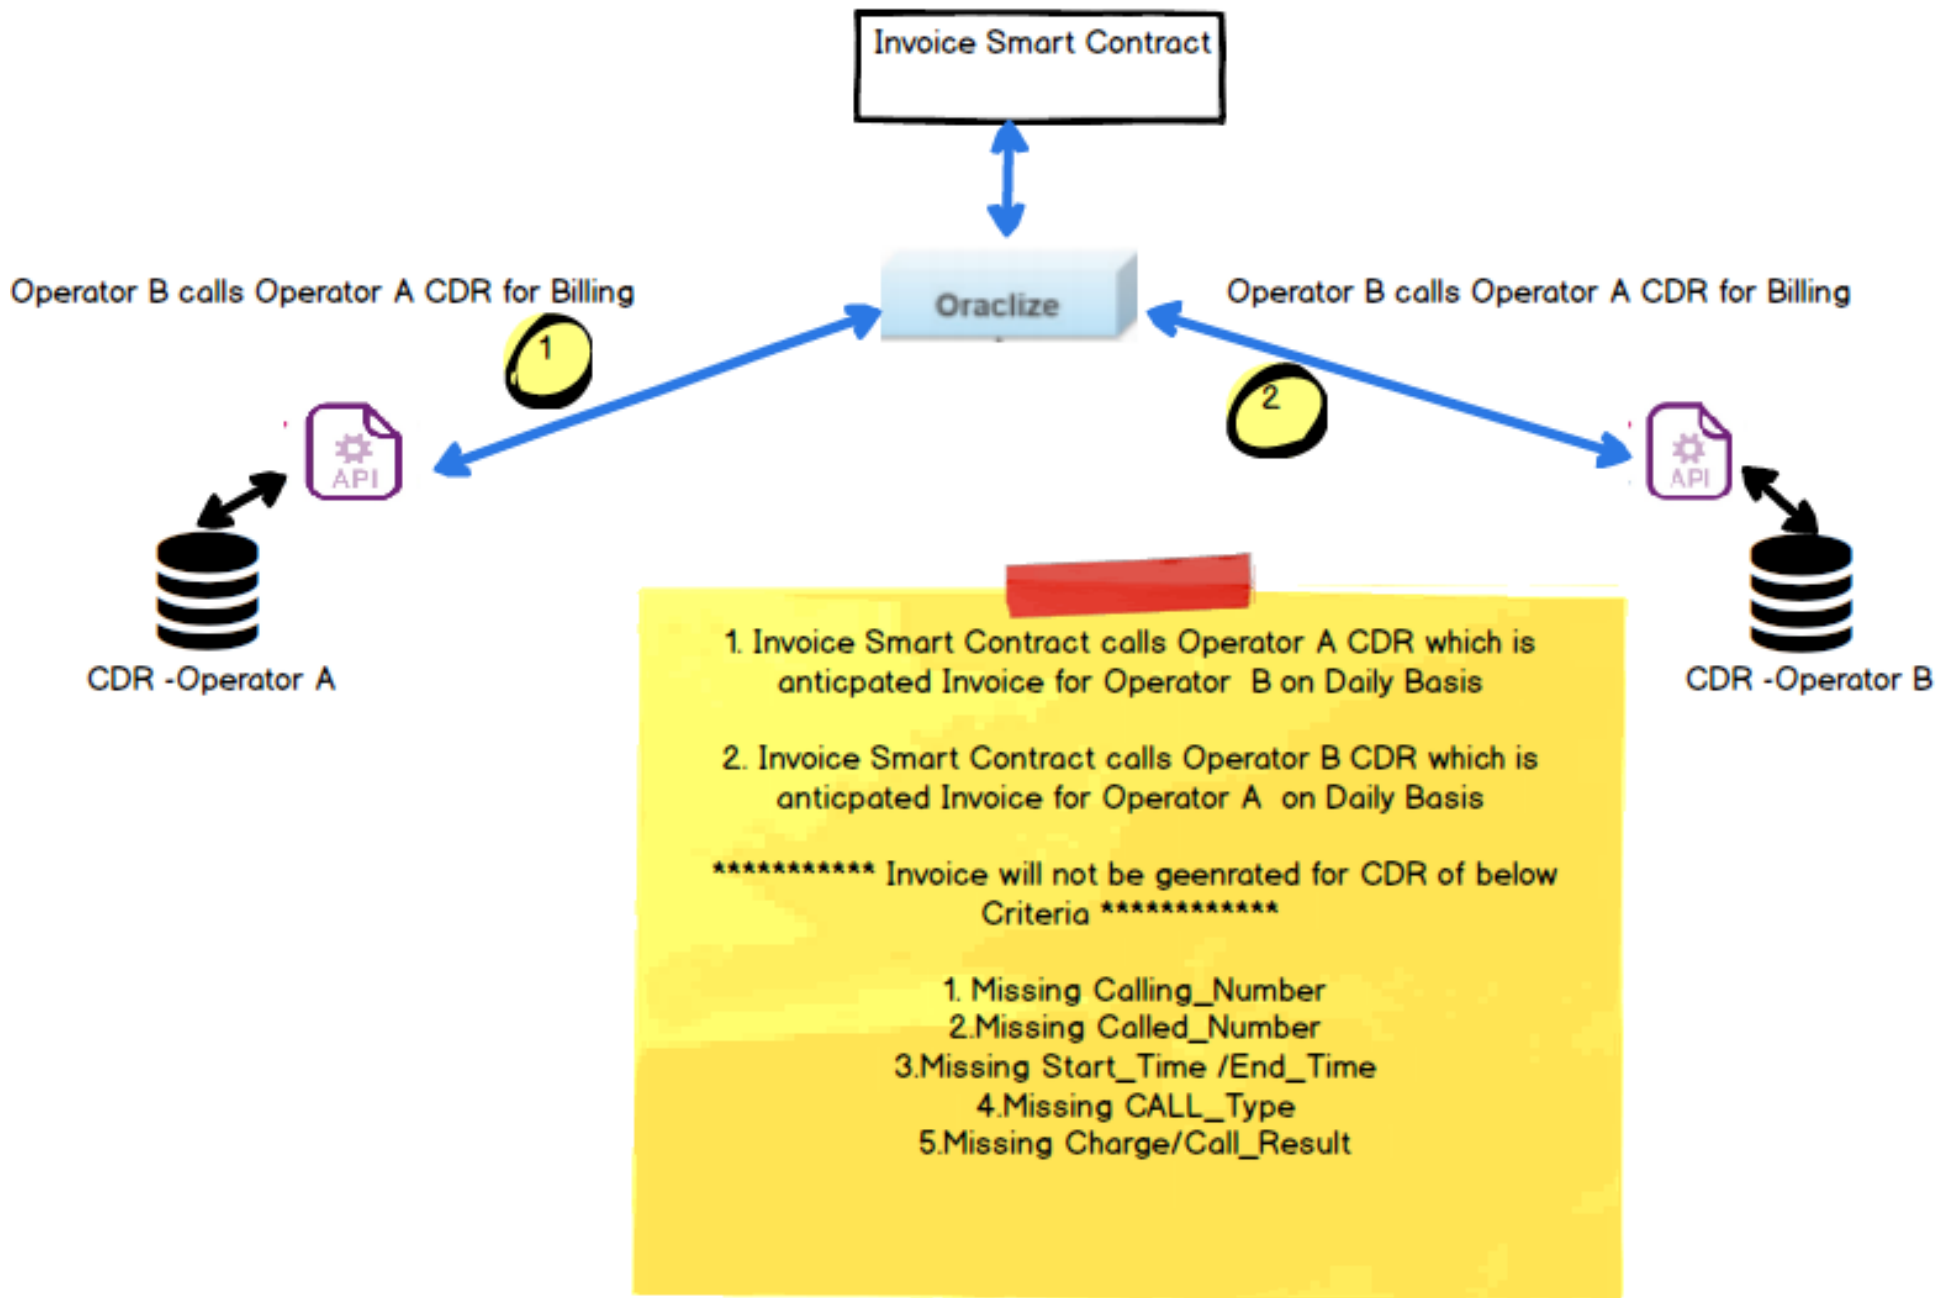 Invoice Smart Contract
Oraclize
Operator B calls Operator A CDR for Billing
Operator B calls Operator A CDR for Billing
1
2
API
API
CDR -Operator A
CDR -Operator B
1. Invoice Smart Contract calls Operator A CDR which is
anticpated Invoice for Operator B on Daily Basis
2. Invoice Smart Contract calls Operator B CDR which is
anticpated Invoice for Operator A on Daily Basis
*********** Invoice will not be geenrated for CDR of below
Criteria ************
1. Missing Calling_Number
2.Missing Called_Number
3.Missing Start_Time /End_Time
4.Missing CALL_Type
5.Missing Charge/Call_Result